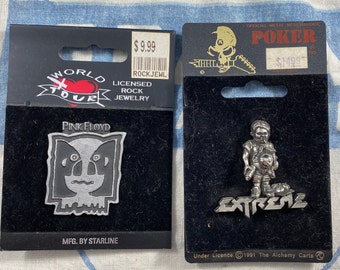 $9.99
ROCKJEWL
WORLD
TOUR
LICENSED
ROCK
JEWELRY
PINK FLOYD
MFG. BY STARLINE
POKER
EXTREME
Under Licence © 1991 The Alchemy Carta